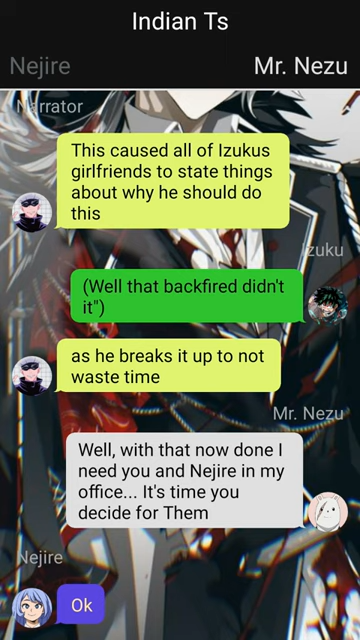 Indian Ts
Nejire
Mr. Nezu
Narrator
This caused all of Izukus
girlfriends to state things
about why he should do
this
Izuku
(Well that backfired didn't
it")
as he breaks it up to not
waste time
Mr. Nezu
Well, with that now done I
need you and Nejire in my
office... It's time you
decide for Them
Nejire
Ok